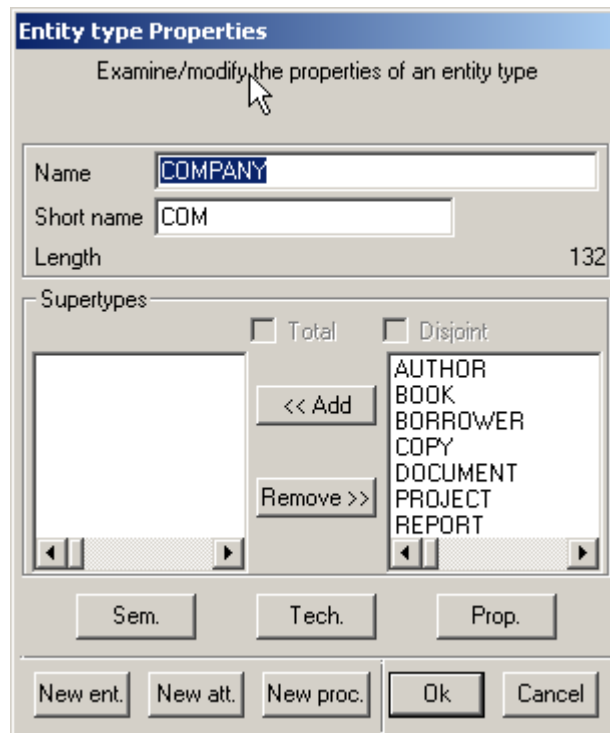 Entity type Properties
Examine/modify the properties of an entity type
Name COMPANY
Short name COM
Length 132
Supertypes
Total Disjoint
AUTHOR
BOOK
<< Add
BORROWER
COPY
DOCUMENT
Remove >>
PROJECT
REPORT
Sem. Tech. Prop.
New ent. New att. New proc. Ok Cancel